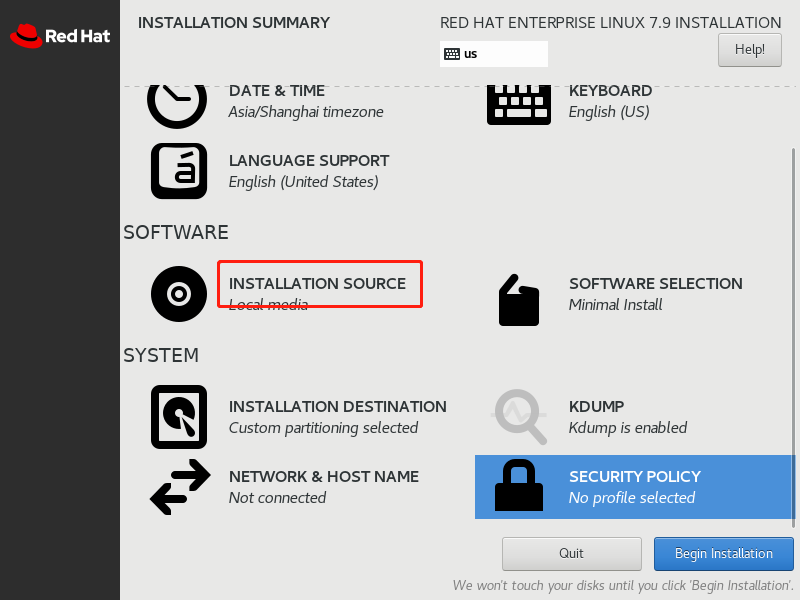 Red Hat
INSTALLATION SUMMARY
RED HAT ENTERPRISE LINUX 7.9 INSTALLATION
us
Help!
DATE & TIME
Asia/Shanghai timezone
KEYBOARD
English (US)
á
LANGUAGE SUPPORT
English (United States)
SOFTWARE
INSTALLATION SOURCE
Local media
SOFTWARE SELECTION
Minimal Install
SYSTEM
INSTALLATION DESTINATION
Custom partitioning selected
KDUMP
Kdump is enabled
NETWORK & HOST NAME
Not connected
SECURITY POLICY
No profile selected
Quit
Begin Installation
We won't touch your disks until you click 'Begin Installation'.